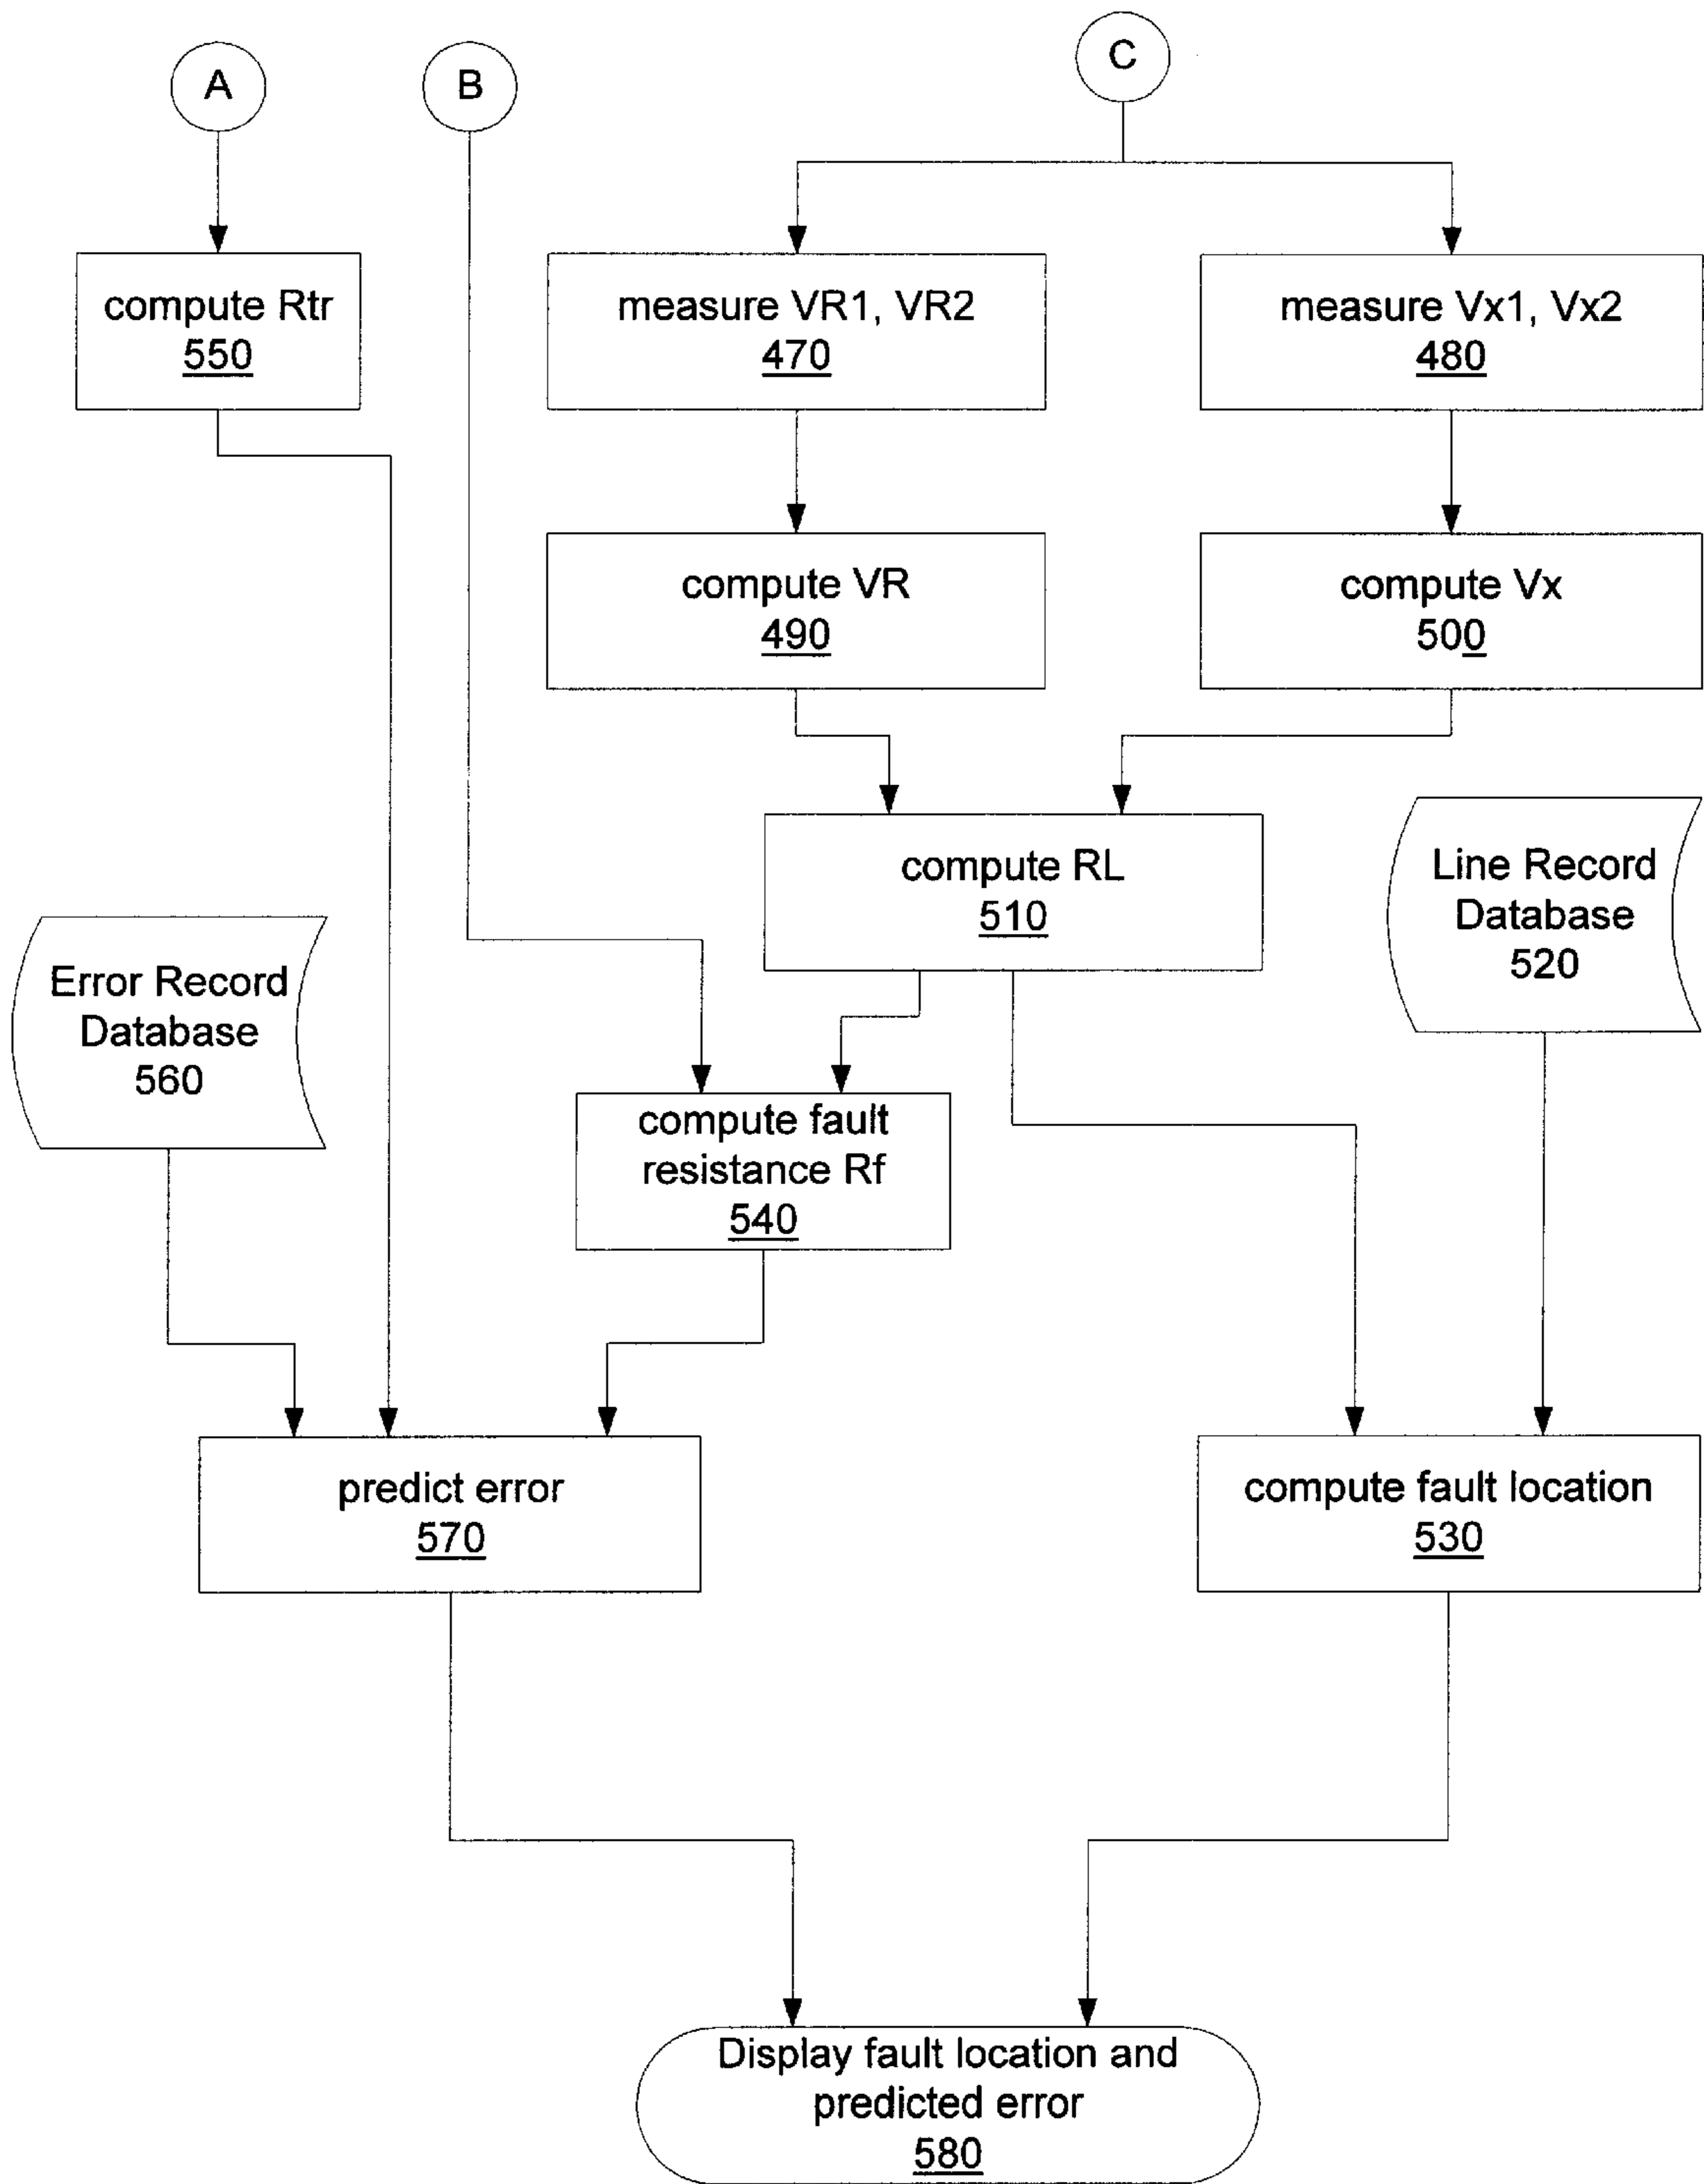 A
B
C
compute Rtr
550
measure VR1, VR2
470
measure Vx1, Vx2
480
compute VR
490
compute Vx
500
compute RL
510
Line Record
Database
520
Error Record
Database
560
compute fault
resistance Rf
540
predict error
570
compute fault location
530
Display fault location and
predicted error
580